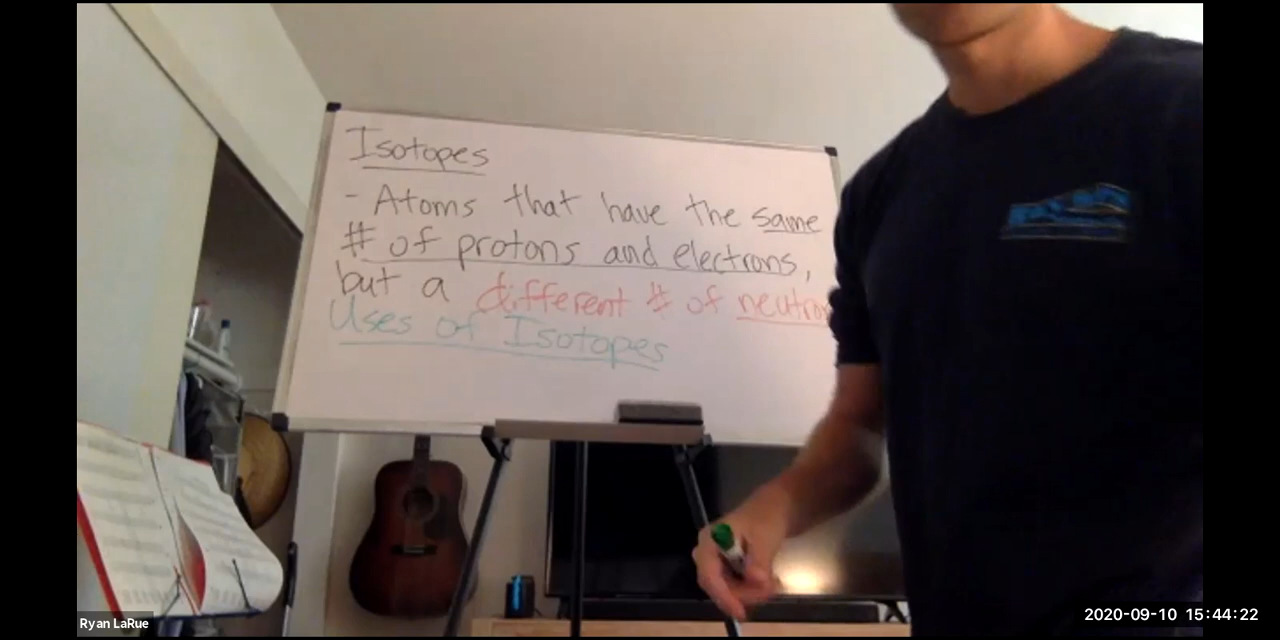 Isotopes
- Atoms that have the same
# of protons and electrons,
but a different # of neutron
Uses of Isotopes
Ryan LaRue
2020-09-10 15:44:22